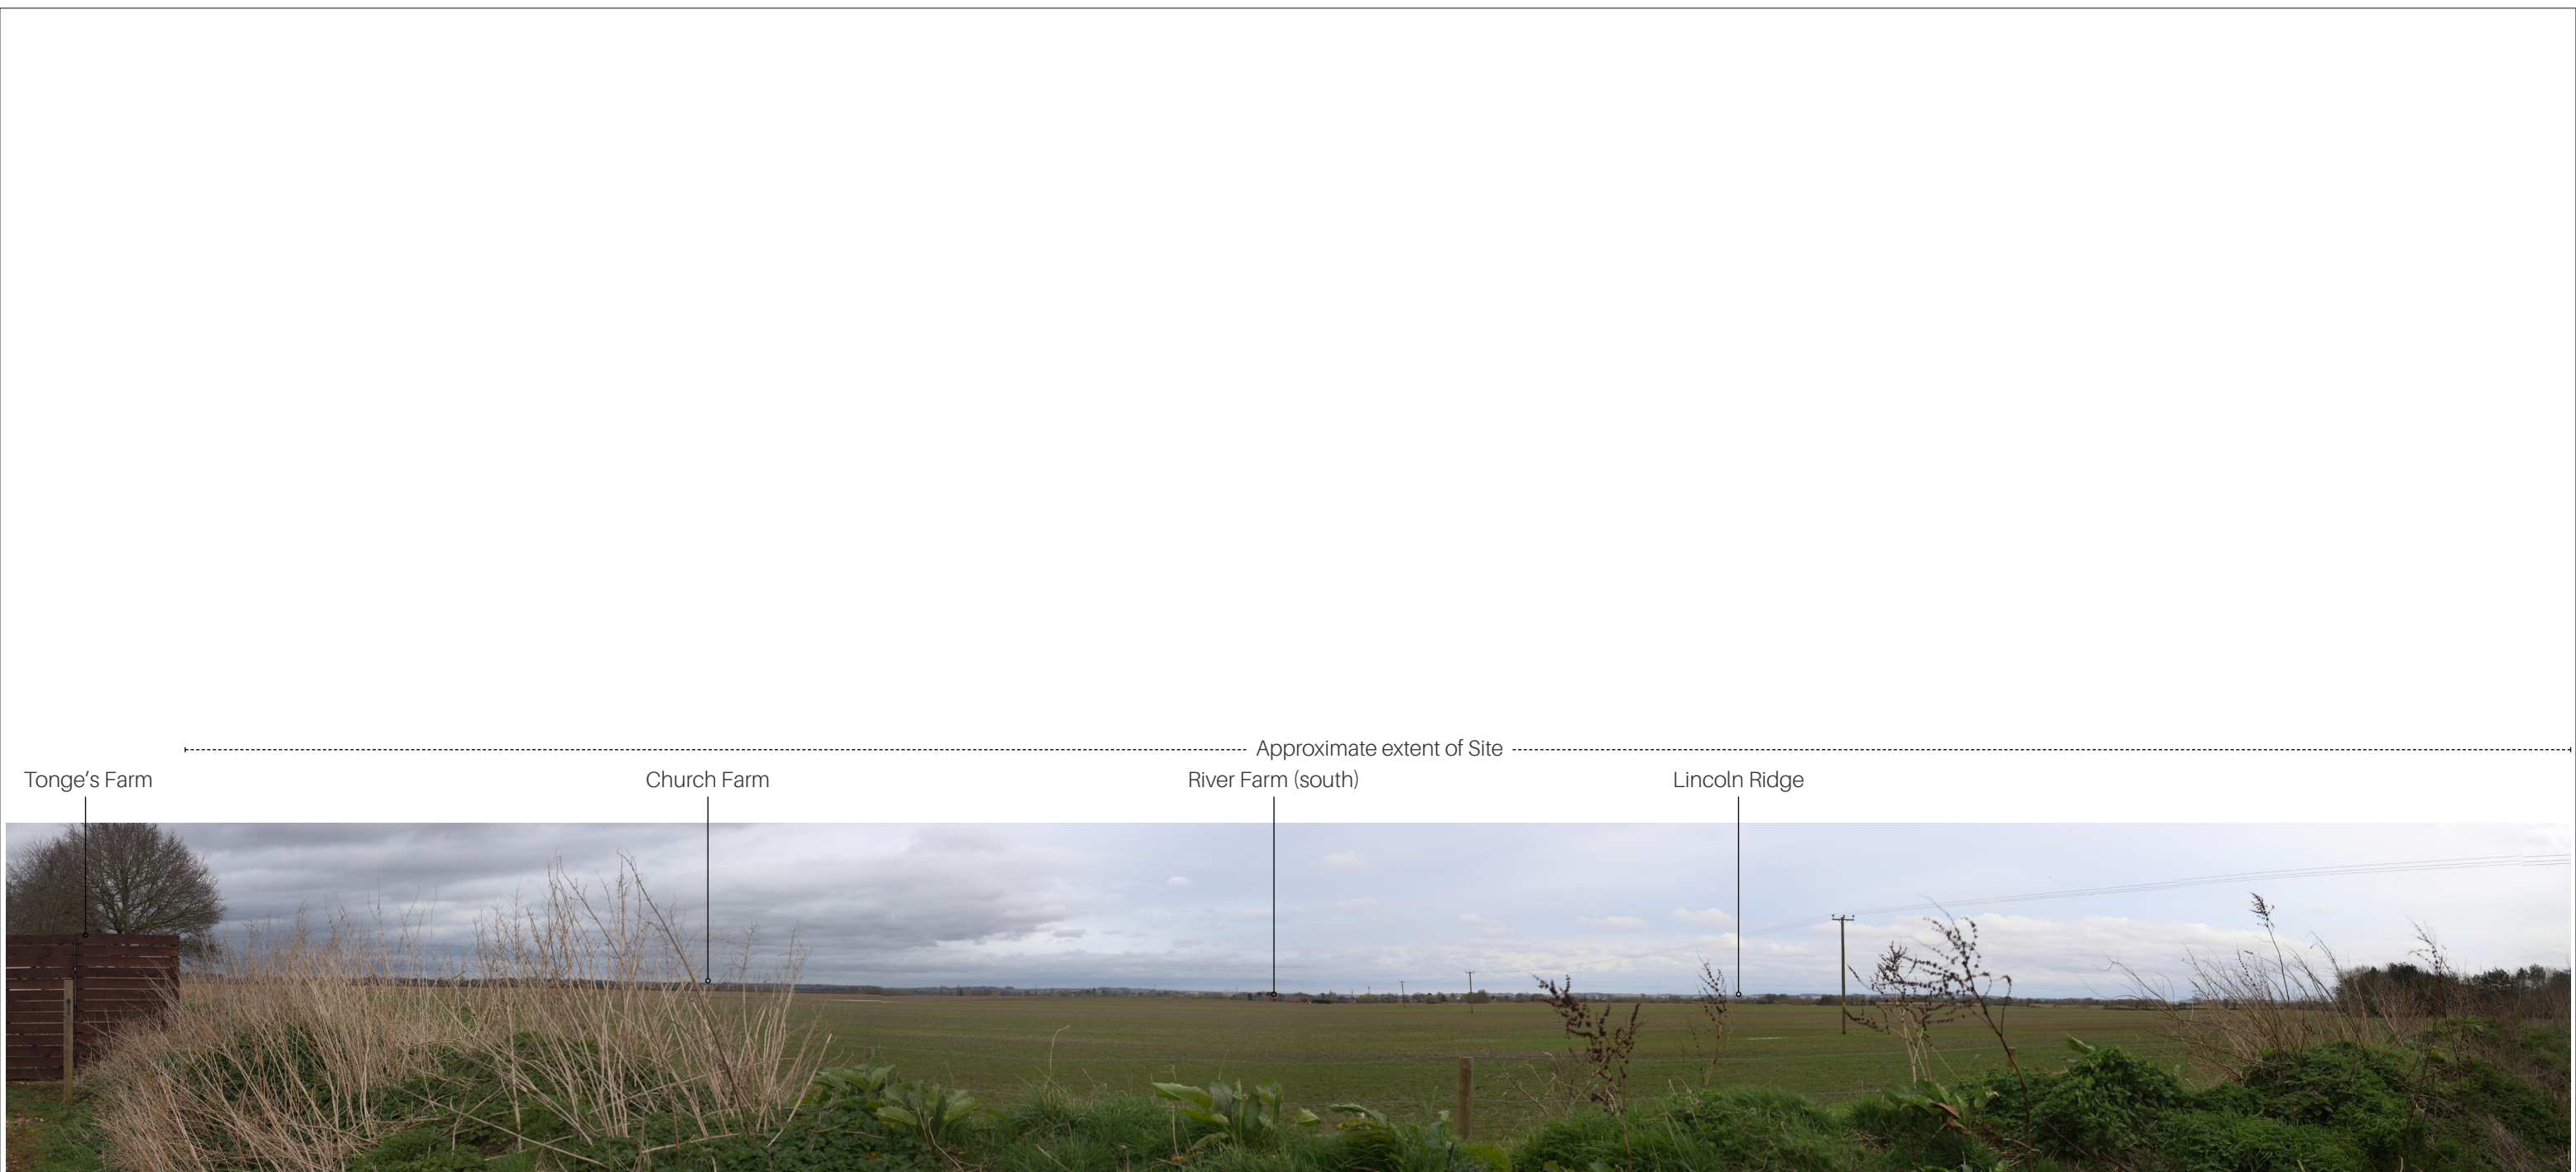 Approximate extent of Site
Tonge’s Farm
Church Farm
River Farm (south)
Lincoln Ridge